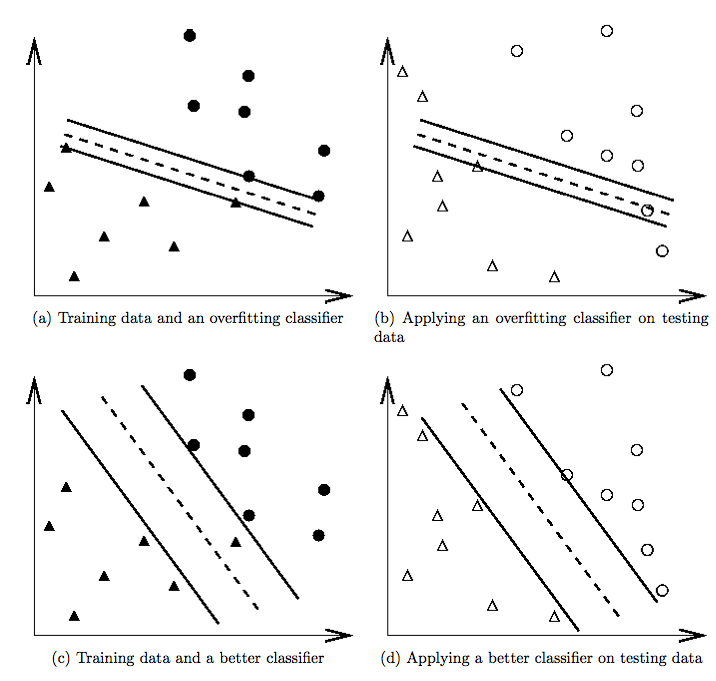 (a) Training data and an overfitting classifier
(b) Applying an overfitting classifier on testing
data
(c) Training data and a better classifier
(d) Applying a better classifier on testing data